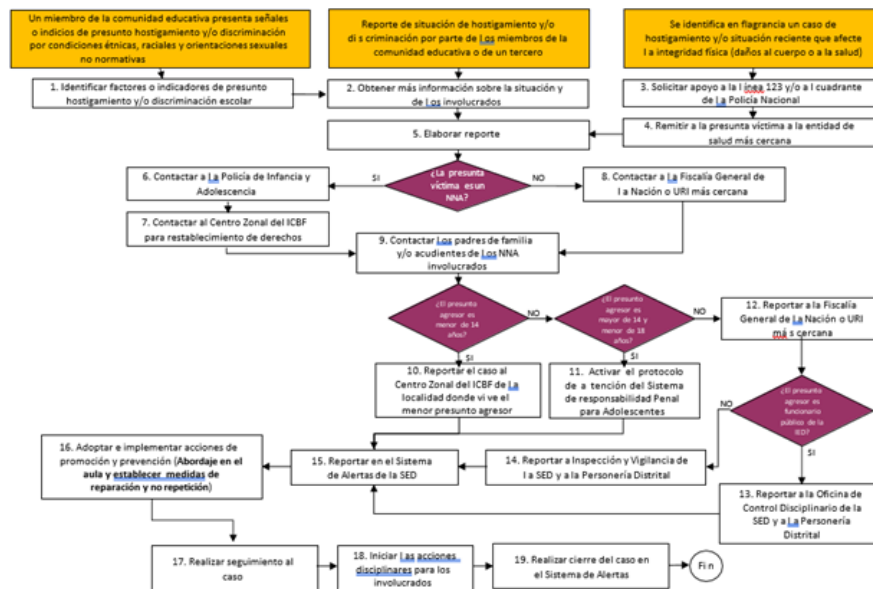 Un miembro de la comunidad educativa presenta señales
o indicios de presunto hostigamiento y/o discriminación
por condiciones étnicas, raciales y orientaciones sexuales
no normativas
Reporte de situación de hostigamiento y/o
di s criminación por parte de Los miembros de la
comunidad educativa o de un tercero
Se identifica en flagrancia un caso de
hostigamiento y/o situación reciente que afecte
l a integridad física (daños al cuerpo o a la salud)
1. Identificar factores o indicadores de presunto
hostigamiento y/o discriminación escolar
2. Obtener más información sobre la situación y
de Los involucrados
3. Solicitar apoyo a la l ínea 123 y/o a l cuadrante
de La Policía Nacional
4. Remitir a la presunta víctima a la entidad de
salud más cercana
5. Elaborar reporte
¿La
presunta
víctima es un
NNA?
SI
NO
6. Contactar a La Policía de Infancia y
Adolescencia
8. Contactar a La Fiscalía General de
l a Nación o URI más cercana
7. Contactar al Centro Zonal del ICBF
para restablecimiento de derechos
9. Contactar Los padres de familia
y/o acudientes de Los NNA
involucrados
¿El presunto
agresor es
menor de 14
años?
NO
SI
¿El presunto
agresor es
mayor de 14 y
menor de 18
años?
NO
SI
12. Reportar a la Fiscalía
General de La Nación o URI
má s cercana
10. Reportar el caso al
Centro Zonal del ICBF de La
localidad donde vi ve el
menor presunto agresor
11. Activar el protocolo
de a tención del Sistema
de responsabilidad Penal
para Adolescentes
¿El presunto
agresor es
funcionario
público de la
IED?
NO
SI
16. Adoptar e implementar acciones de
promoción y prevención (Abordaje en el
aula y establecer medidas de
reparación y no repetición)
15. Reportar en el Sistema
de Alertas de la SED
14. Reportar a Inspección y Vigilancia de
l a SED y a la Personería Distrital
13. Reportar a la Oficina de
Control Disciplinario de la
SED y a La Personería
Distrital
17. Realizar seguimiento al
caso
18. Iniciar l as acciones
disciplinares para los
involucrados
19. Realizar cierre del caso en
el Sistema de Alertas
Fi n